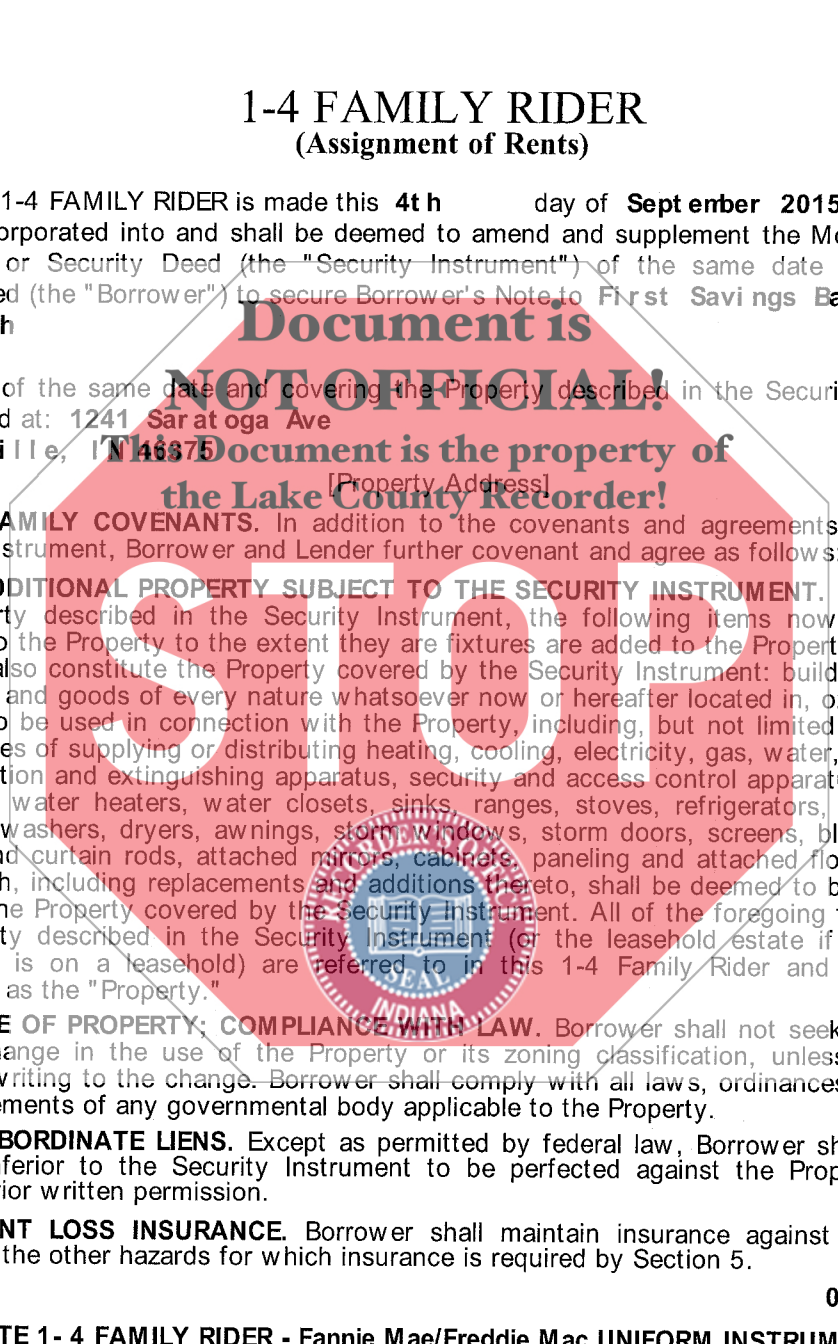 1-4 FAMILY RIDER
(Assignment of Rents)
1-4 FAMILY RIDER is made this 4th day of September 2015
orporated into and shall be deemed to amend and supplement the Mo
or Security Deed (the "Security Instrument") of the same date
ed (the "Borrower") to secure Borrower's Note to First Savings Ba
h
Document is
of the same date and covering the Property described in the Securi
NOT OFFICIAL!
d at: 1241 Saratoga Ave
ille, IN 46375
This Document is the property of
[Property Address]
the Lake County Recorder!
AMILY COVENANTS. In addition to the covenants and agreements
strument, Borrower and Lender further covenant and agree as follows:
DDITIONAL PROPERTY SUBJECT TO THE SECURITY INSTRUMENT.
rty described in the Security Instrument, the following items now
o the Property to the extent they are fixtures are added to the Propert
also constitute the Property covered by the Security Instrument: build
and goods of every nature whatsoever now or hereafter located in, o
o be used in connection with the Property, including, but not limited
es of supplying or distributing heating, cooling, electricity, gas, water,
STOP
tion and extinguishing apparatus, security and access control apparat
water heaters, water closets, sinks, ranges, stoves, refrigerators,
washers, dryers, awnings, storm windows, storm doors, screens, bl
nd curtain rods, attached mirrors, cabinets, paneling and attached flo
h, including replacements and additions thereto, shall be deemed to b
he Property covered by the Security Instrument. All of the foregoing
ty described in the Security Instrument (or the leasehold estate if
is on a leasehold) are referred to in this 1-4 Family Rider and
as the "Property."
RECORDER'S OFFICE
SEAL
INDIANA
E OF PROPERTY; COMPLIANCE WITH LAW. Borrower shall not seek
ange in the use of the Property or its zoning classification, unless
writing to the change. Borrower shall comply with all laws, ordinances
ements of any governmental body applicable to the Property.
BORDINATE LIENS. Except as permitted by federal law, Borrower sh
ferior to the Security Instrument to be perfected against the Prop
ior written permission.
NT LOSS INSURANCE. Borrower shall maintain insurance against
the other hazards for which insurance is required by Section 5.
0
TE 1-4 FAMILY RIDER - Fannie Mae/Freddie Mac UNIFORM INSTRUM